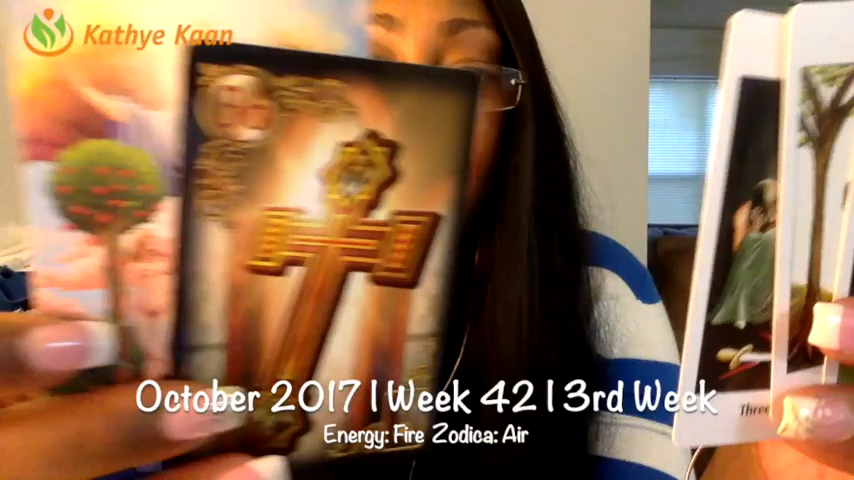 Kathye Kaan
October 2017 | Week 42 | 3rd Week
Energy: Fire Zodica: Air
Three